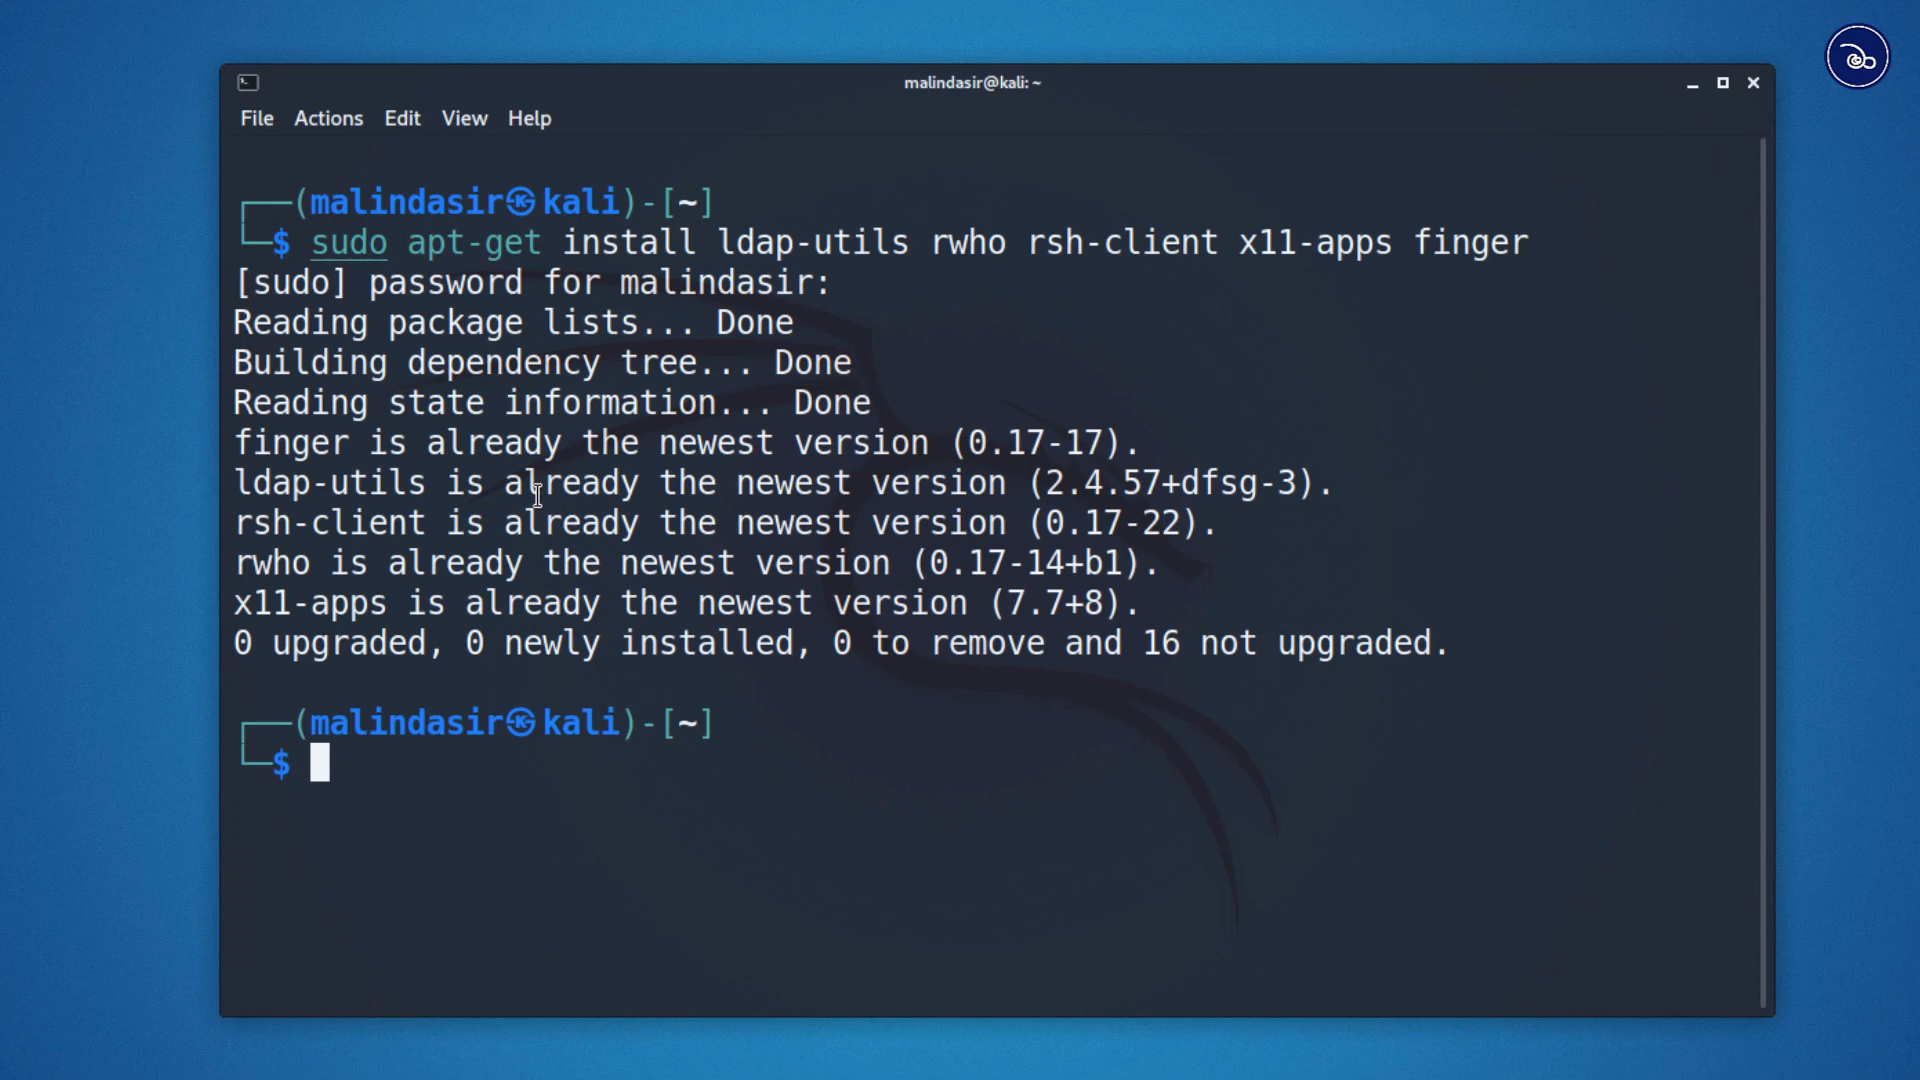 malindasir@kali: ~
File Actions Edit View Help
┌──(malindasir㉿kali)-[~]
└─$ sudo apt-get install ldap-utils rwho rsh-client x11-apps finger
[sudo] password for malindasir:
Reading package lists... Done
Building dependency tree... Done
Reading state information... Done
finger is already the newest version (0.17-17).
ldap-utils is already the newest version (2.4.57+dfsg-3).
rsh-client is already the newest version (0.17-22).
rwho is already the newest version (0.17-14+b1).
x11-apps is already the newest version (7.7+8).
0 upgraded, 0 newly installed, 0 to remove and 16 not upgraded.
┌──(malindasir㉿kali)-[~]
└─$